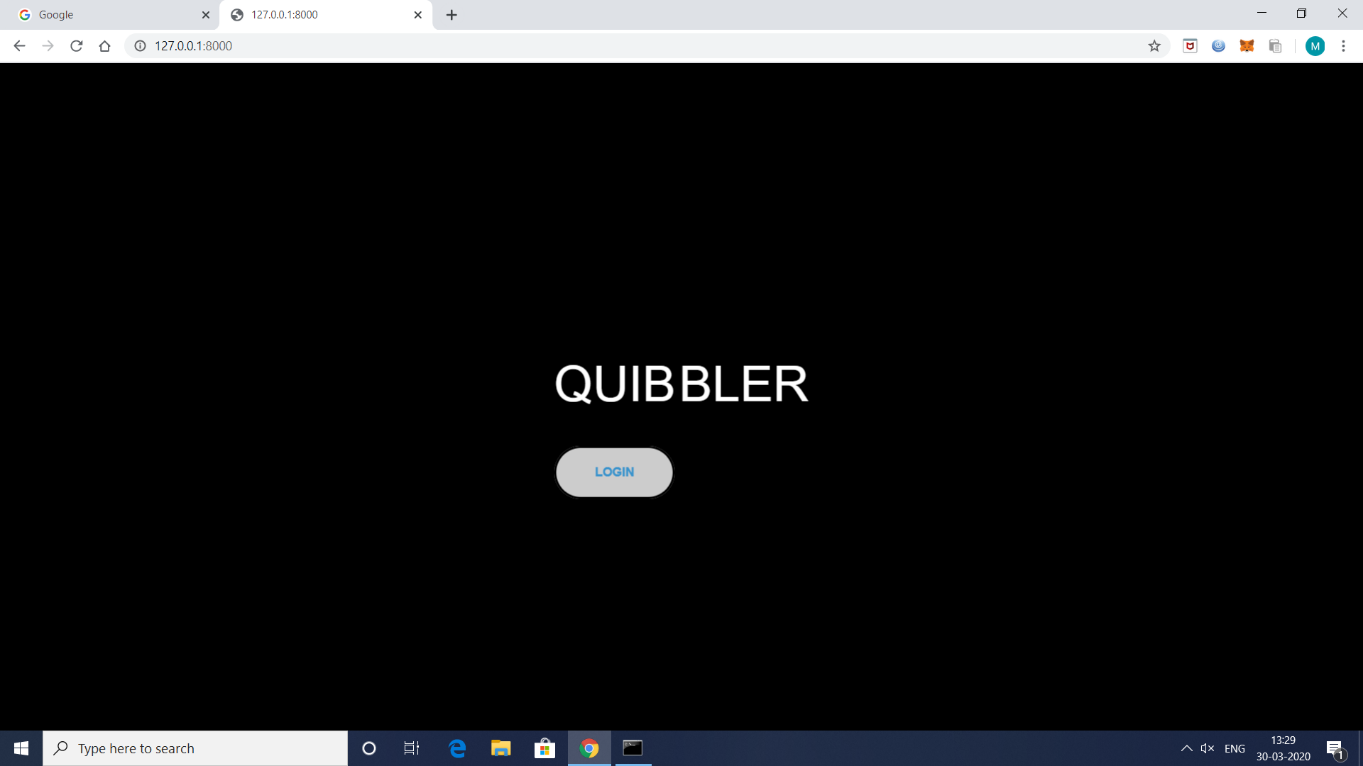 Google
127.0.0.1:8000
127.0.0.1:8000
M
QUIBBLER
LOGIN
Type here to search
ENG
13:29
30-03-2020
1